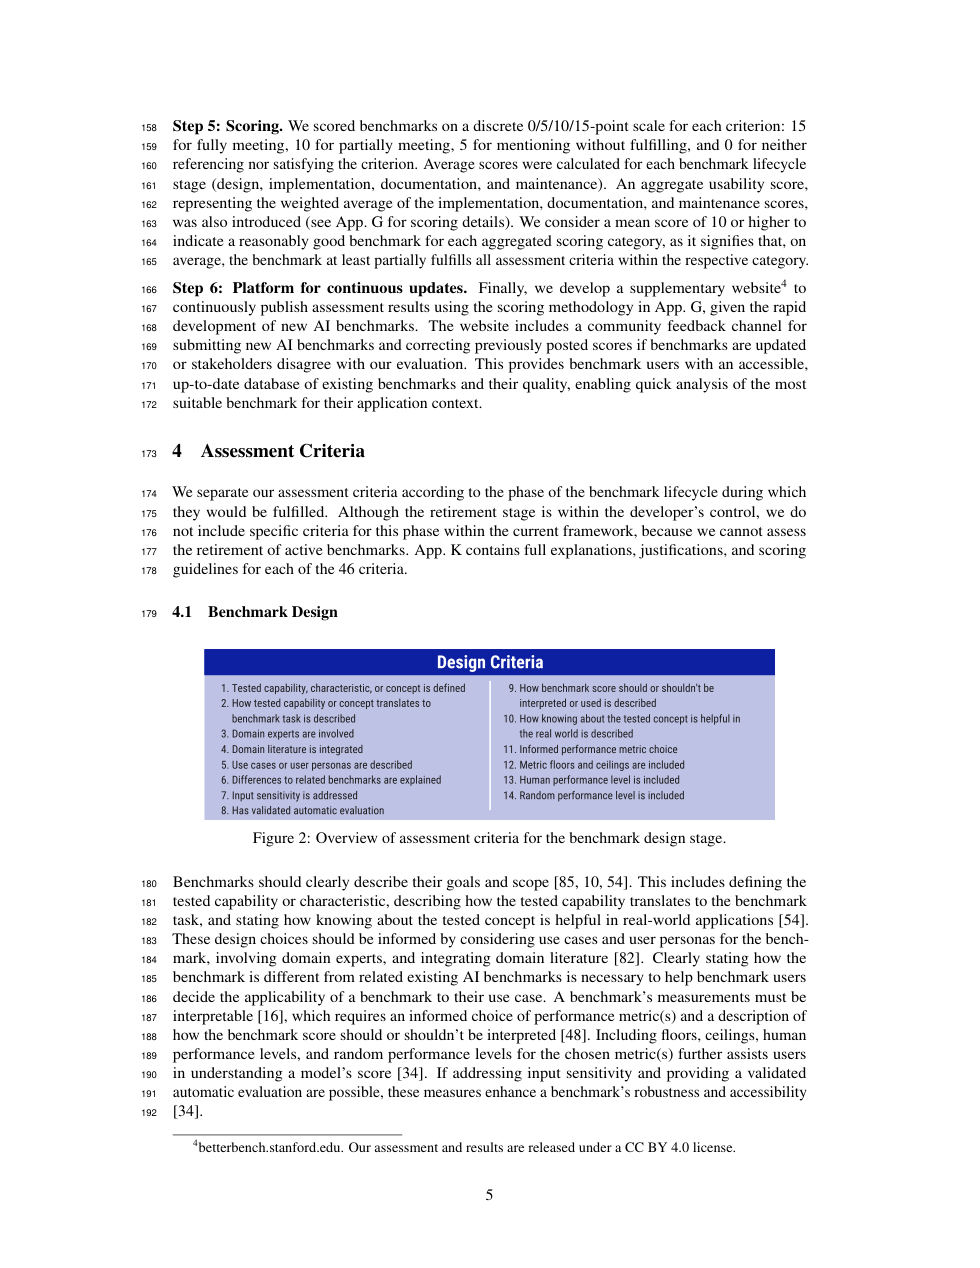 158 Step 5: Scoring. We scored benchmarks on a discrete 0/5/10/15-point scale for each criterion: 15
159 for fully meeting, 10 for partially meeting, 5 for mentioning without fulfilling, and 0 for neither
160 referencing nor satisfying the criterion. Average scores were calculated for each benchmark lifecycle
161 stage (design, implementation, documentation, and maintenance). An aggregate usability score,
162 representing the weighted average of the implementation, documentation, and maintenance scores,
163 was also introduced (see App. G for scoring details). We consider a mean score of 10 or higher to
164 indicate a reasonably good benchmark for each aggregated scoring category, as it signifies that, on
165 average, the benchmark at least partially fulfills all assessment criteria within the respective category.
166 Step 6: Platform for continuous updates. Finally, we develop a supplementary website4 to
167 continuously publish assessment results using the scoring methodology in App. G, given the rapid
168 development of new AI benchmarks. The website includes a community feedback channel for
169 submitting new AI benchmarks and correcting previously posted scores if benchmarks are updated
170 or stakeholders disagree with our evaluation. This provides benchmark users with an accessible,
171 up-to-date database of existing benchmarks and their quality, enabling quick analysis of the most
172 suitable benchmark for their application context.
173 4 Assessment Criteria
174 We separate our assessment criteria according to the phase of the benchmark lifecycle during which
175 they would be fulfilled. Although the retirement stage is within the developer's control, we do
176 not include specific criteria for this phase within the current framework, because we cannot assess
177 the retirement of active benchmarks. App. K contains full explanations, justifications, and scoring
178 guidelines for each of the 46 criteria.
179 4.1 Benchmark Design
Design Criteria
1. Tested capability, characteristic, or concept is defined
2. How tested capability or concept translates to
benchmark task is described
3. Domain experts are involved
4. Domain literature is integrated
5. Use cases or user personas are described
6. Differences to related benchmarks are explained
7. Input sensitivity is addressed
8. Has validated automatic evaluation
9. How benchmark score should or shouldn't be
interpreted or used is described
10. How knowing about the tested concept is helpful in
the real world is described
11. Informed performance metric choice
12. Metric floors and ceilings are included
13. Human performance level is included
14. Random performance level is included
Figure 2: Overview of assessment criteria for the benchmark design stage.
180 Benchmarks should clearly describe their goals and scope [85, 10, 54]. This includes defining the
181 tested capability or characteristic, describing how the tested capability translates to the benchmark
182 task, and stating how knowing about the tested concept is helpful in real-world applications [54].
183 These design choices should be informed by considering use cases and user personas for the bench-
184 mark, involving domain experts, and integrating domain literature [82]. Clearly stating how the
185 benchmark is different from related existing AI benchmarks is necessary to help benchmark users
186 decide the applicability of a benchmark to their use case. A benchmark's measurements must be
187 interpretable [16], which requires an informed choice of performance metric(s) and a description of
188 how the benchmark score should or shouldn't be interpreted [48]. Including floors, ceilings, human
189 performance levels, and random performance levels for the chosen metric(s) further assists users
190 in understanding a model's score [34]. If addressing input sensitivity and providing a validated
191 automatic evaluation are possible, these measures enhance a benchmark's robustness and accessibility
192 [34].
4betterbench.stanford.edu. Our assessment and results are released under a CC BY 4.0 license.
5